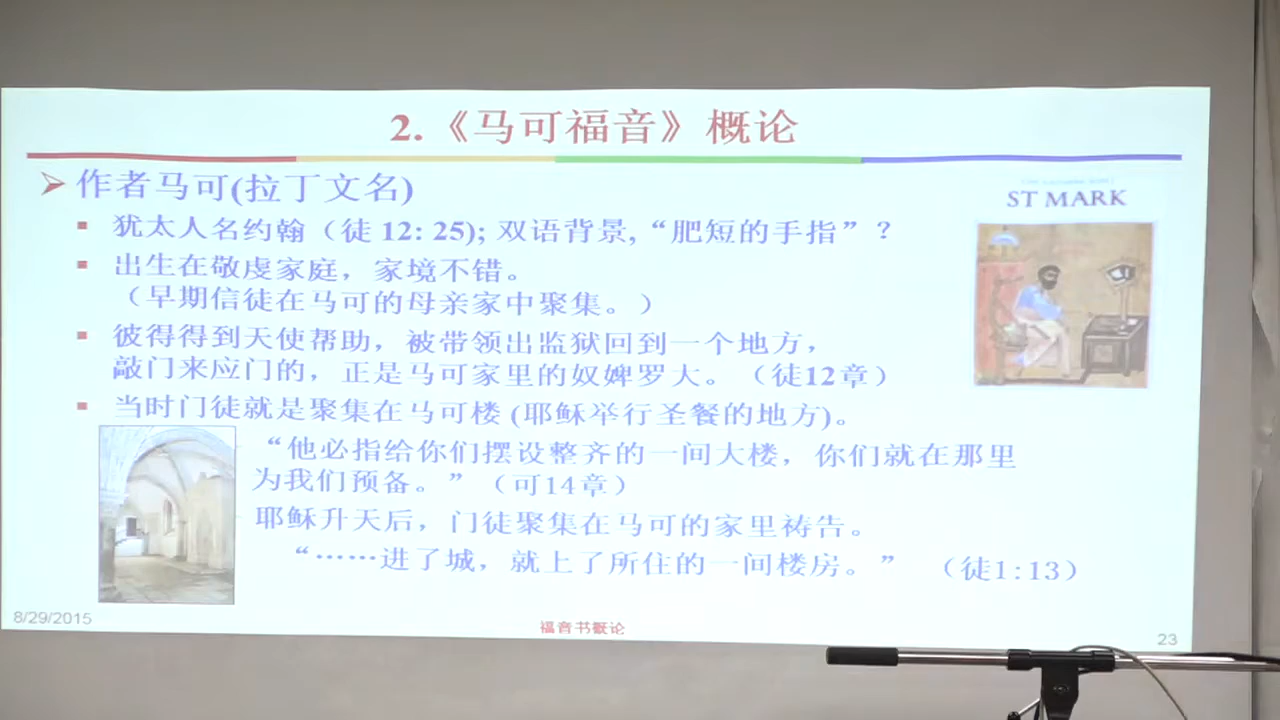 2.《马可福音》概论
作者马可(拉丁文名)
犹太人名约翰（徒 12: 25); 双语背景,“肥短的手指”？
出生在敬虔家庭，家境不错。
（早期信徒在马可的母亲家中聚集。）
彼得得到天使帮助，被带领出监狱回到一个地方，
敲门来应门的，正是马可家里的奴婢罗大。（徒12章）
当时门徒就是聚集在马可楼 (耶稣举行圣餐的地方)。
“他必指给你们摆设整齐的一间大楼，你们就在那里
为我们预备。”（可14章）
耶稣升天后，门徒聚集在马可的家里祷告。
“……进了城，就上了所住的一间楼房。”（徒1:13）
ST MARK
8/29/2015
福音书概论
23